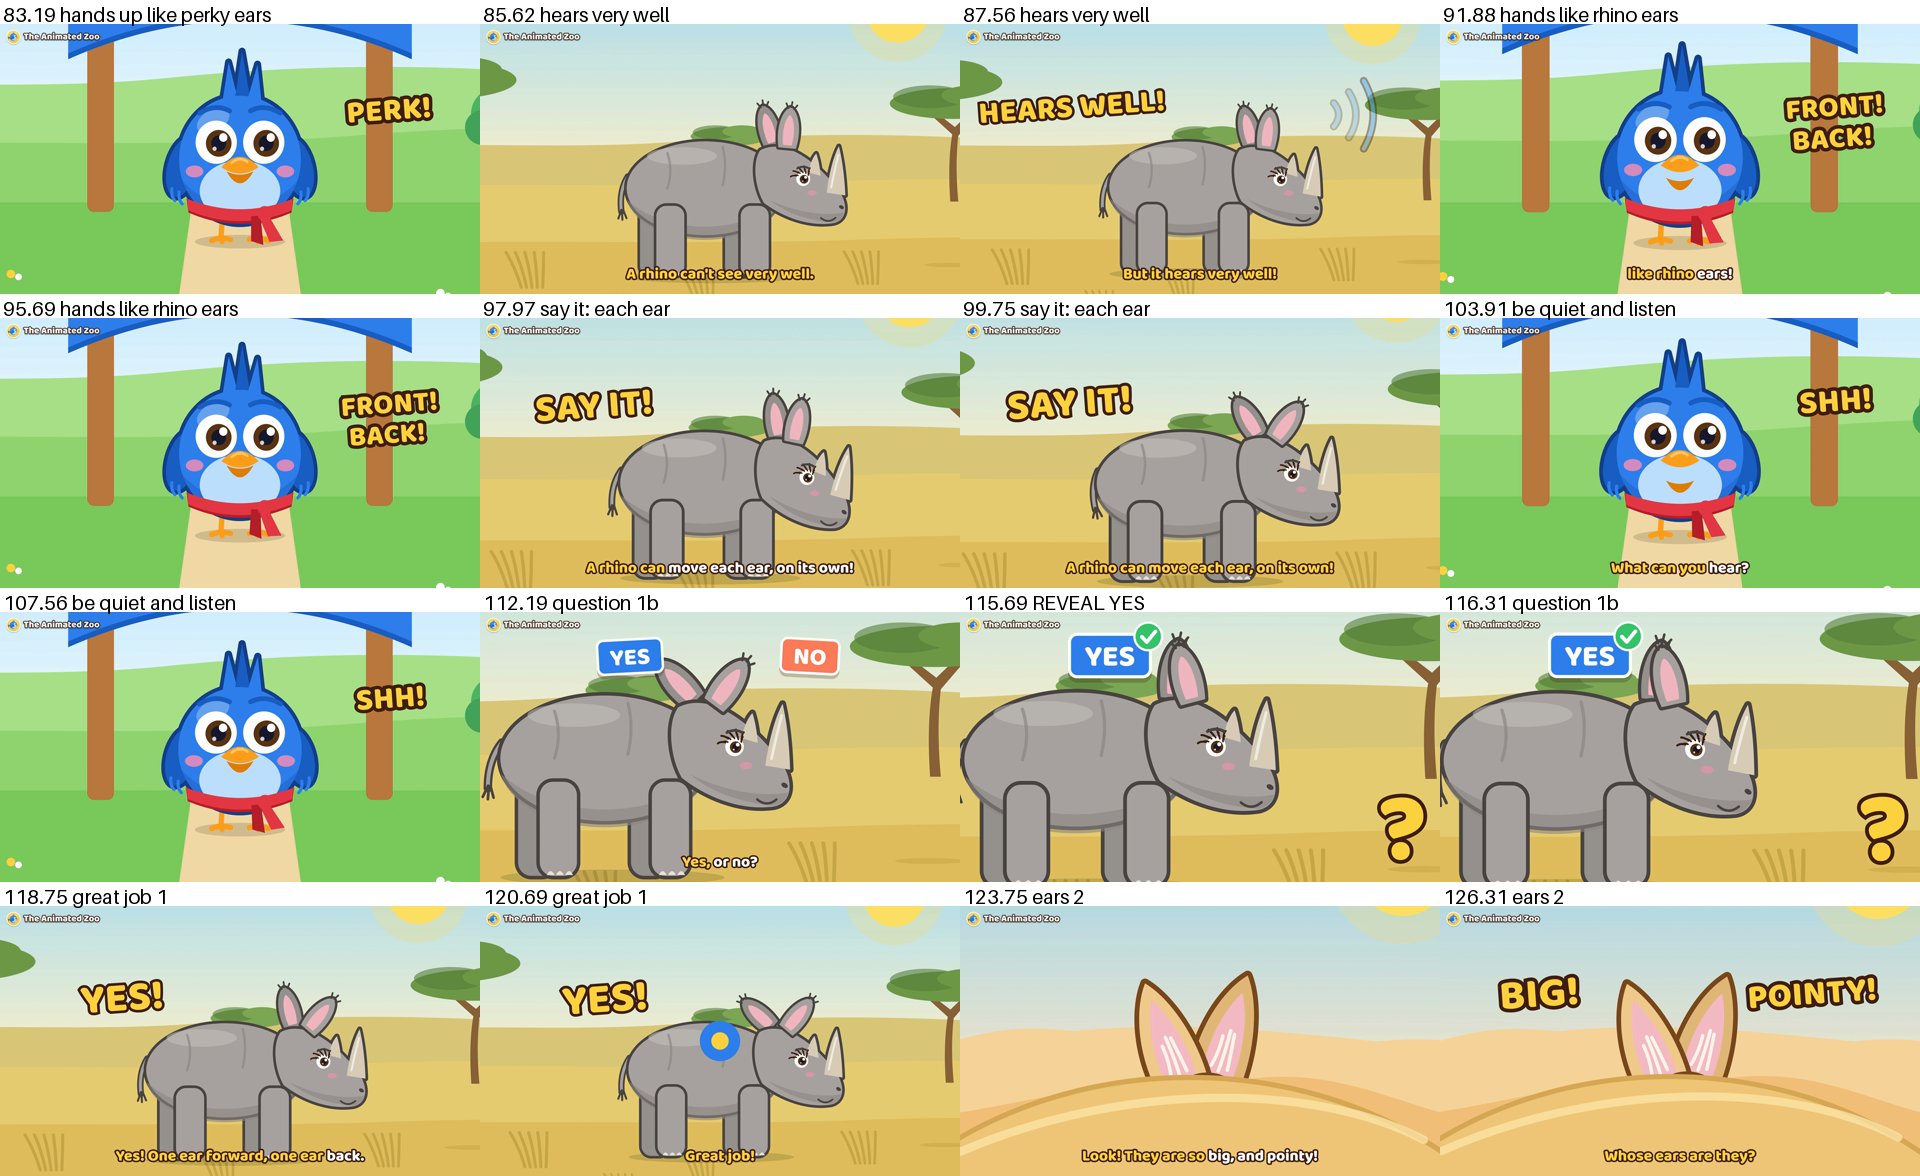 83.19 hands up like perky ears
The Animated Zoo
PERK!
85.62 hears very well
The Animated Zoo
A rhino can't see very well.
87.56 hears very well
The Animated Zoo
HEARS WELL!
But it hears very well!
91.88 hands like rhino ears
The Animated Zoo
FRONT!
BACK!
like rhino ears!
95.69 hands like rhino ears
The Animated Zoo
FRONT!
BACK!
97.97 say it: each ear
The Animated Zoo
SAY IT!
A rhino can move each ear, on its own!
99.75 say it: each ear
The Animated Zoo
SAY IT!
A rhino can move each ear, on its own!
103.91 be quiet and listen
The Animated Zoo
SHH!
What can you hear?
107.56 be quiet and listen
The Animated Zoo
SHH!
112.19 question 1b
The Animated Zoo
YES
NO
Yes, or no?
115.69 REVEAL YES
The Animated Zoo
YES
?
116.31 question 1b
The Animated Zoo
YES
?
118.75 great job 1
The Animated Zoo
YES!
Yes! One ear forward, one ear back.
120.69 great job 1
The Animated Zoo
YES!
Great job!
123.75 ears 2
The Animated Zoo
Look! They are so big, and pointy!
126.31 ears 2
The Animated Zoo
BIG!
POINTY!
Whose ears are they?